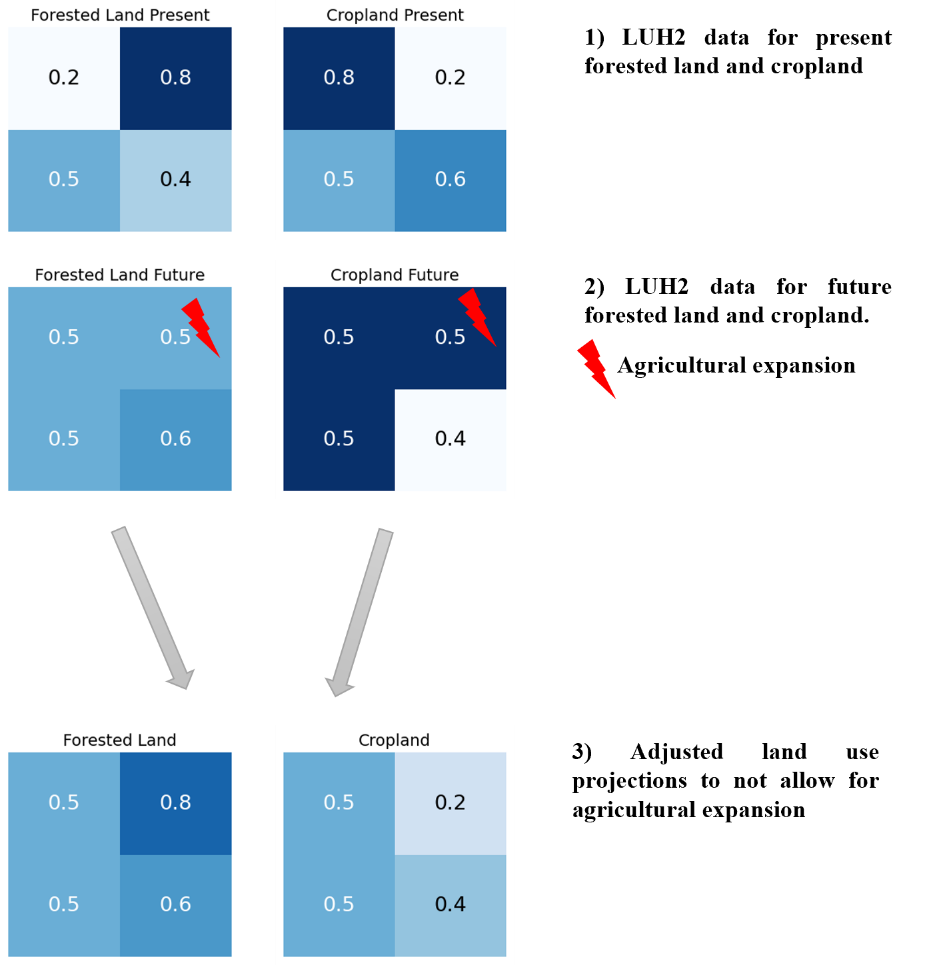 Forested Land Present
Cropland Present
1) LUH2 data for present
forested land and cropland
0.2 0.8
0.8 0.2
0.5 0.4
0.5 0.6
Forested Land Future
Cropland Future
2) LUH2 data for future
forested land and cropland.
0.5 0.5
0.5 0.5
Agricultural expansion
0.5 0.6
0.5 0.4
Forested Land
Cropland
3) Adjusted land use
projections to not allow for
agricultural expansion
0.5 0.8
0.5 0.2
0.5 0.6
0.5 0.4